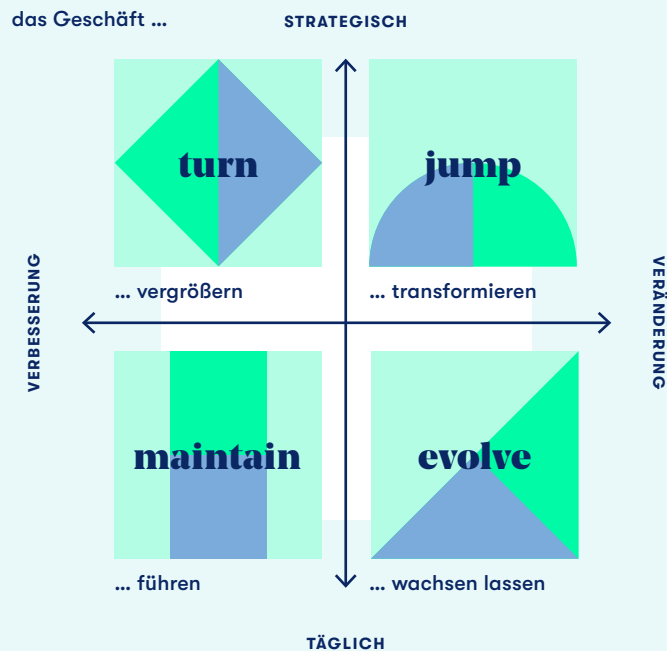 das Geschäft ...
STRATEGISCH
turn
jump
... vergrößern
... transformieren
VERBESSERUNG
VERÄNDERUNG
maintain
evolve
... führen
... wachsen lassen
TÄGLICH